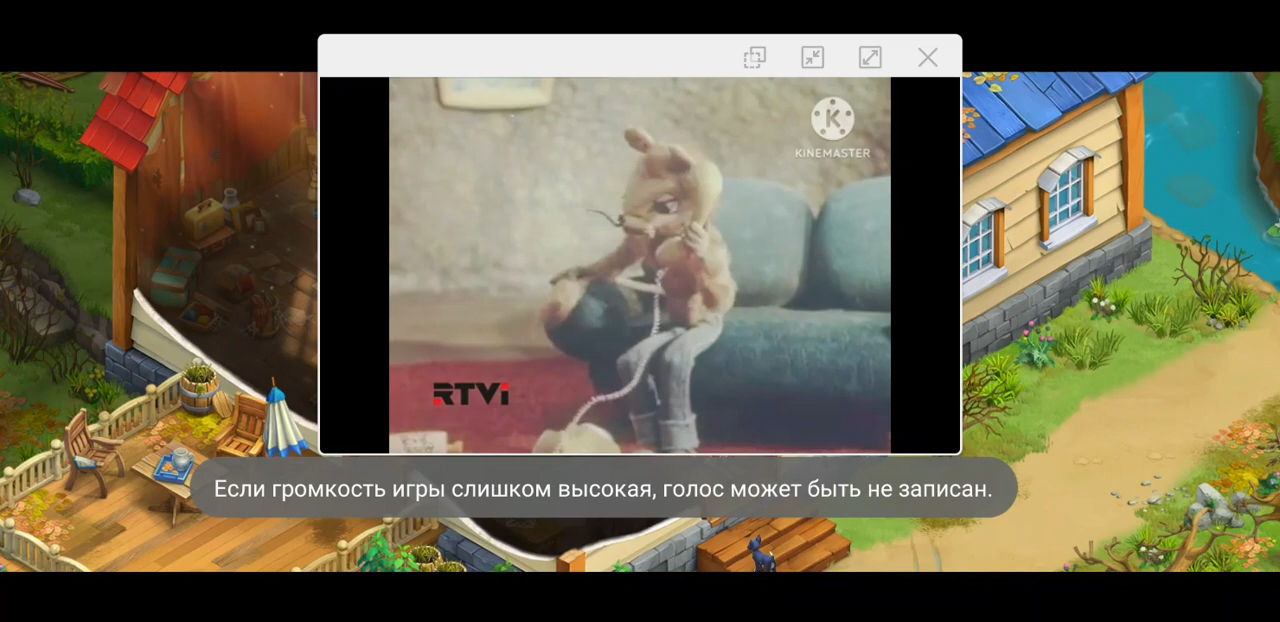 KINEMASTER
RTVi
Если громкость игры слишком высокая, голос может быть не записан.